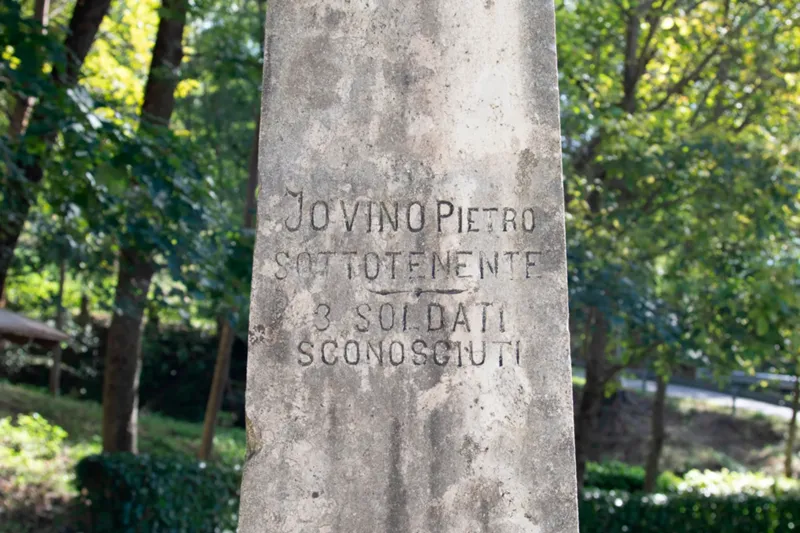 JOVINO PIETRO
SOTTOTENENTE
3 SOLDATI
SCONOSCIUTI